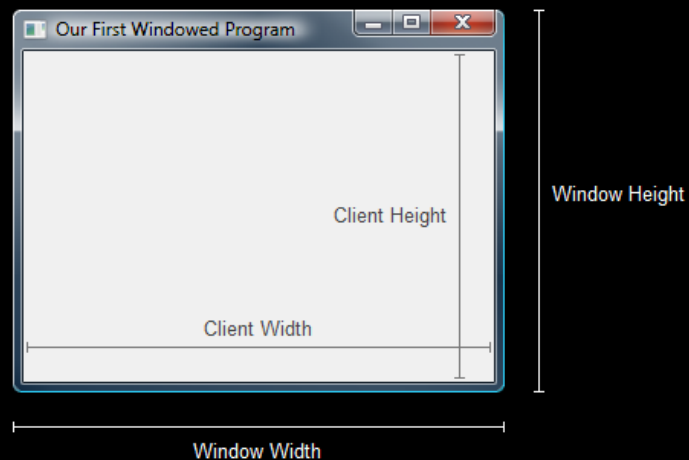 Our First Windowed Program
Window Height
Client Height
Client Width
Window Width